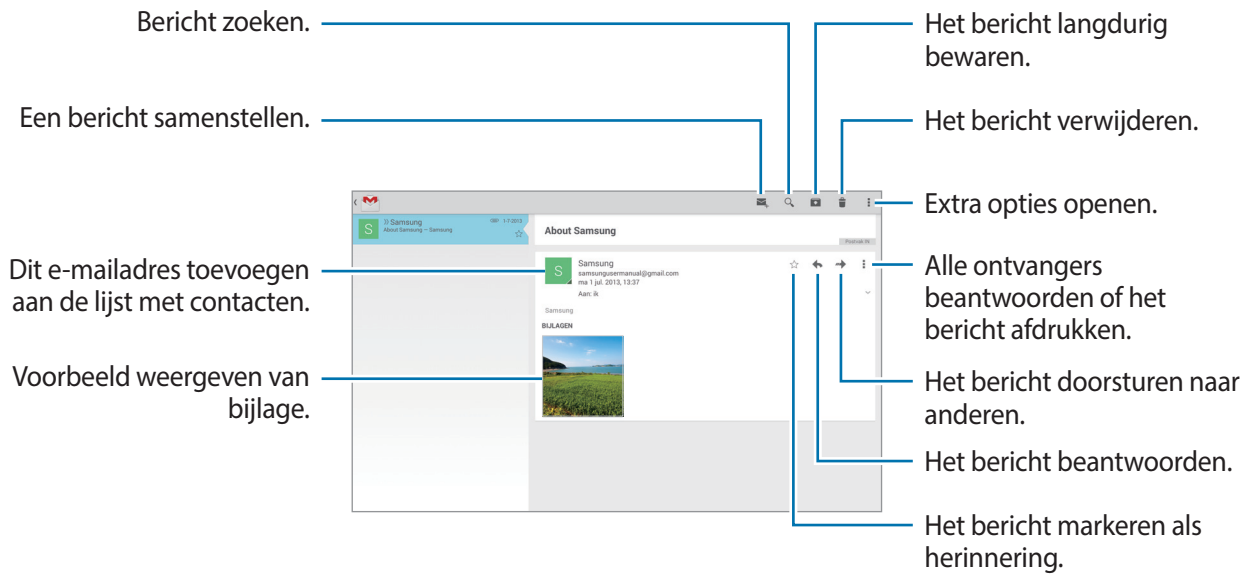 Bericht zoeken.
Een bericht samenstellen.
Dit e-mailadres toevoegen
aan de lijst met contacten.
Voorbeeld weergeven van
bijlage.
Samsung
1-7-2013
S
About Samsung — Samsung
About Samsung
Postvak IN
S
Samsung
samsungusermanual@gmail.com
ma 1 jul. 2013, 13:37
Aan: ik
Samsung
BIJLAGEN
Het bericht langdurig
bewaren.
Het bericht verwijderen.
Extra opties openen.
Alle ontvangers
beantwoorden of het
bericht afdrukken.
Het bericht doorsturen naar
anderen.
Het bericht beantwoorden.
Het bericht markeren als
herinnering.